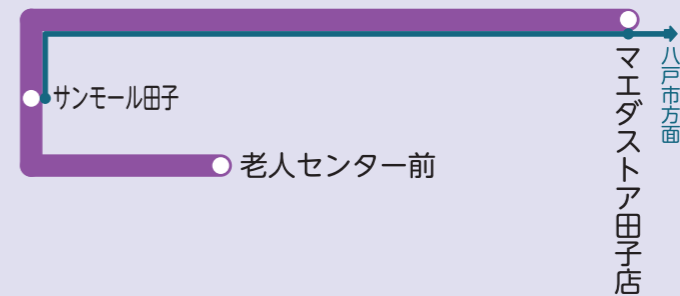 八戸市方面
マエダストア田子店
サンモール田子
老人センター前